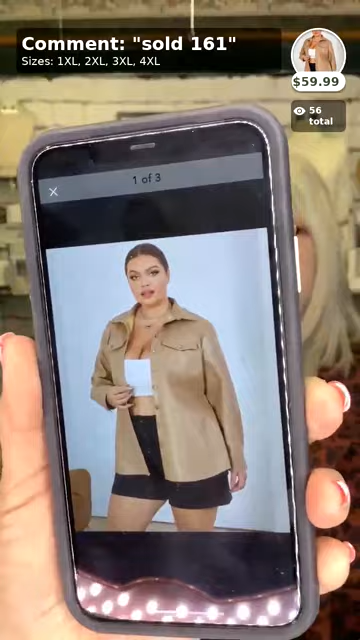 Comment: "sold 161"
Sizes: 1XL, 2XL, 3XL, 4XL
$59.99
56
total
1 of 3